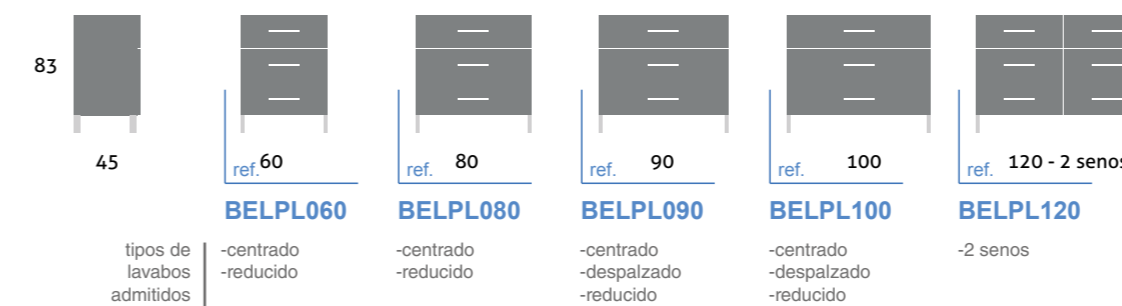 83
45
ref. 60
ref. 80
ref. 90
ref. 100
ref. 120 - 2 senos
BELPL060
BELPL080
BELPL090
BELPL100
BELPL120
tipos de
lavabos
admitidos
-centrado
-reducido
-centrado
-reducido
-centrado
-despalzado
-reducido
-centrado
-despalzado
-reducido
-2 senos